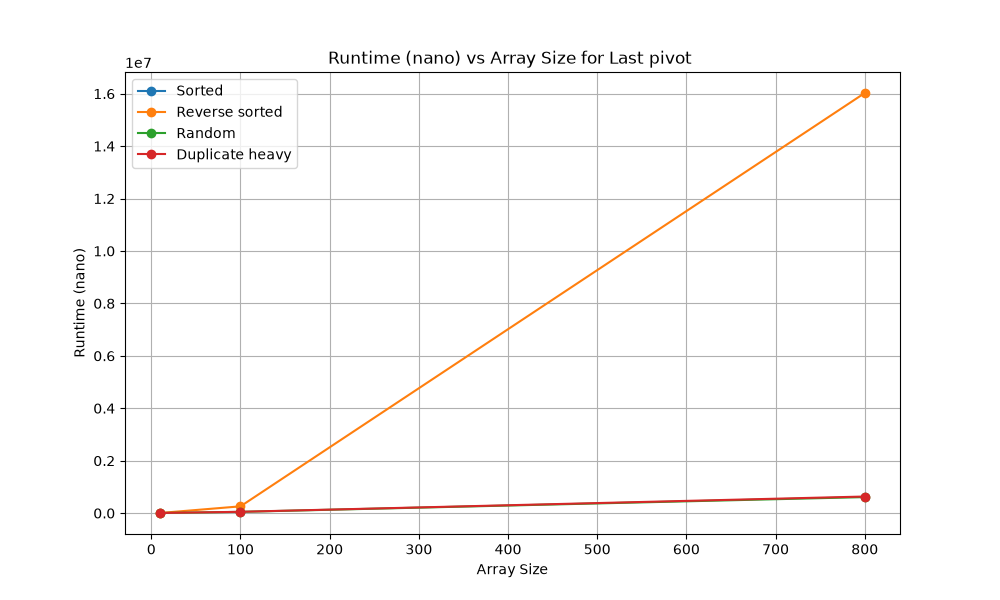 Runtime (nano) vs Array Size for Last pivot
1e7
Sorted
Reverse sorted
Random
Duplicate heavy
1.6
1.4
1.2
1.0
0.8
0.6
0.4
0.2
0.0
Runtime (nano)
0 100 200 300 400 500 600 700 800
Array Size